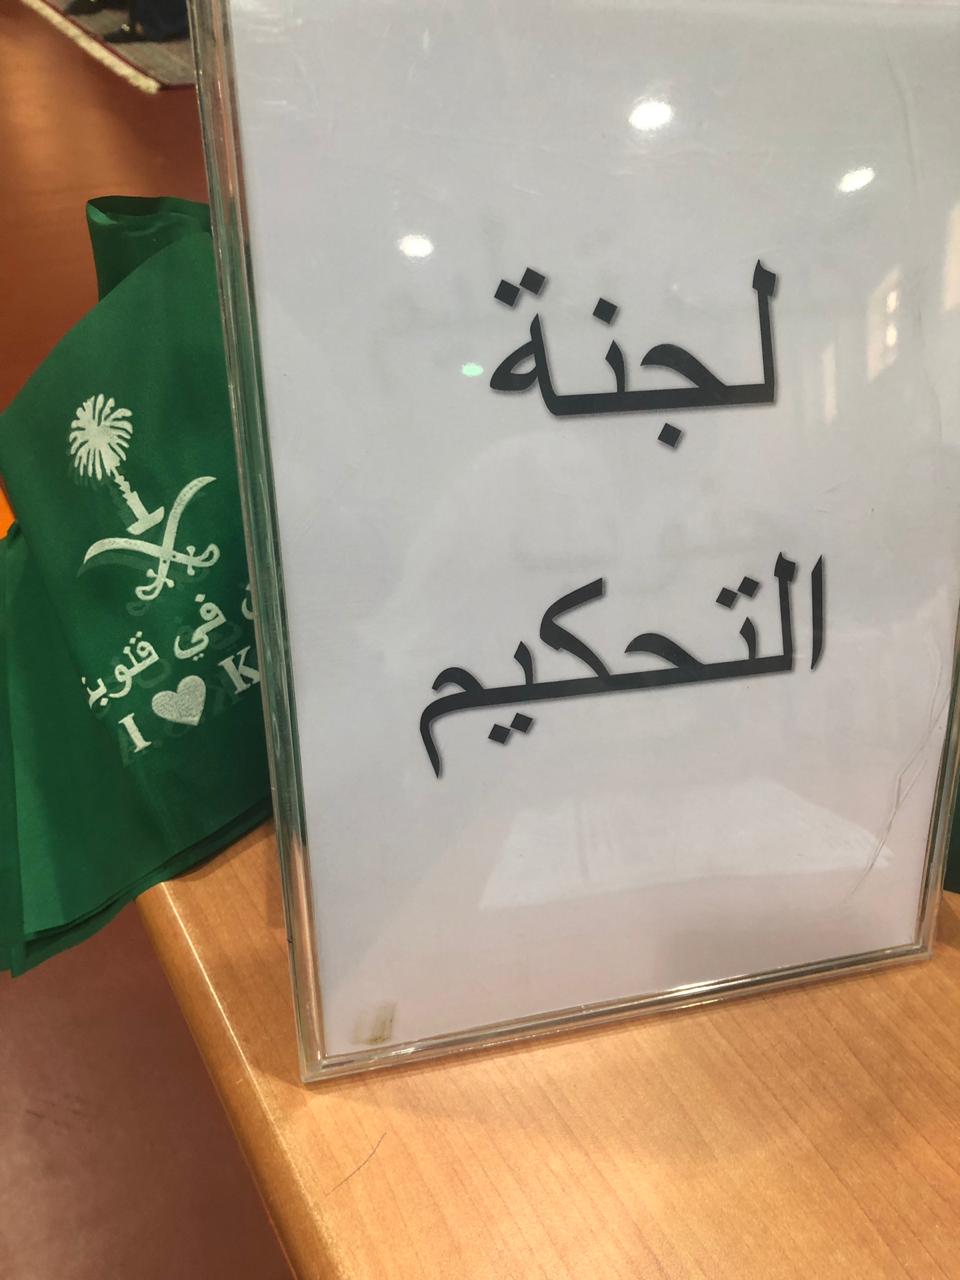 لجنة
التحكيم
في قلوبنا
I ♥ K